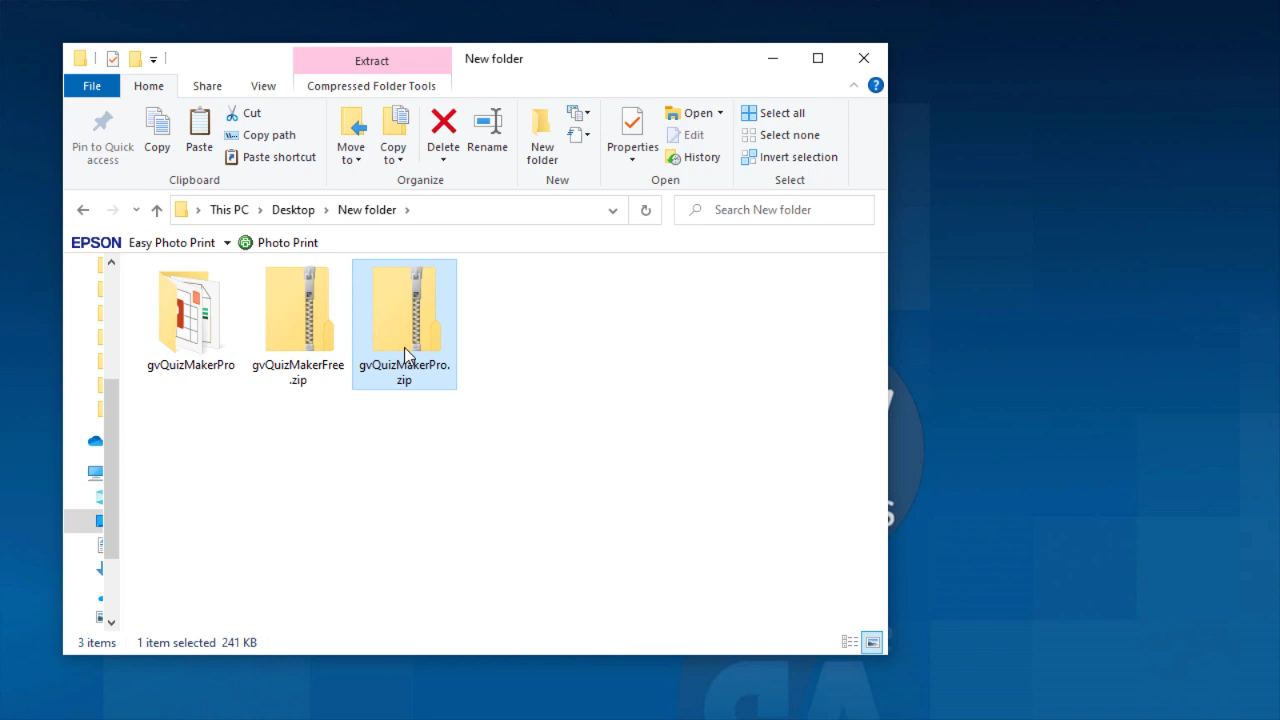 Extract
New folder
File
Home
Share
View
Compressed Folder Tools
Pin to Quick
access
Copy
Paste
Cut
Copy path
Paste shortcut
Clipboard
Move
to
Copy
to
Delete
Rename
Organize
New
folder
New
Properties
Open
Edit
History
Open
Select all
Select none
Invert selection
Select
This PC > Desktop > New folder >
Search New folder
EPSON Easy Photo Print
Photo Print
gvQuizMakerPro
gvQuizMakerFree
.zip
gvQuizMakerPro.
zip
3 items
1 item selected 241 KB